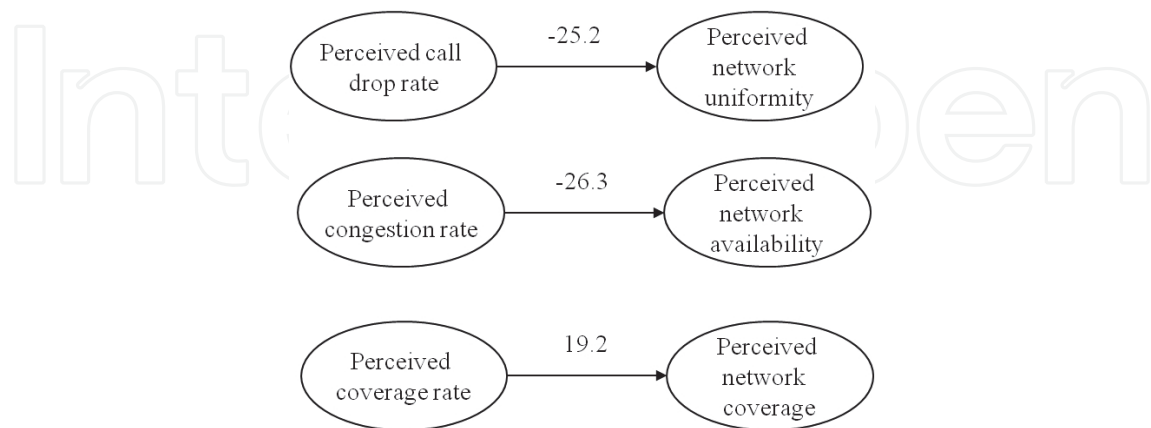 Perceived call
drop rate
-25.2
Perceived
network
uniformity
Perceived
congestion rate
-26.3
Perceived
network
availability
Perceived
coverage rate
19.2
Perceived
network
coverage